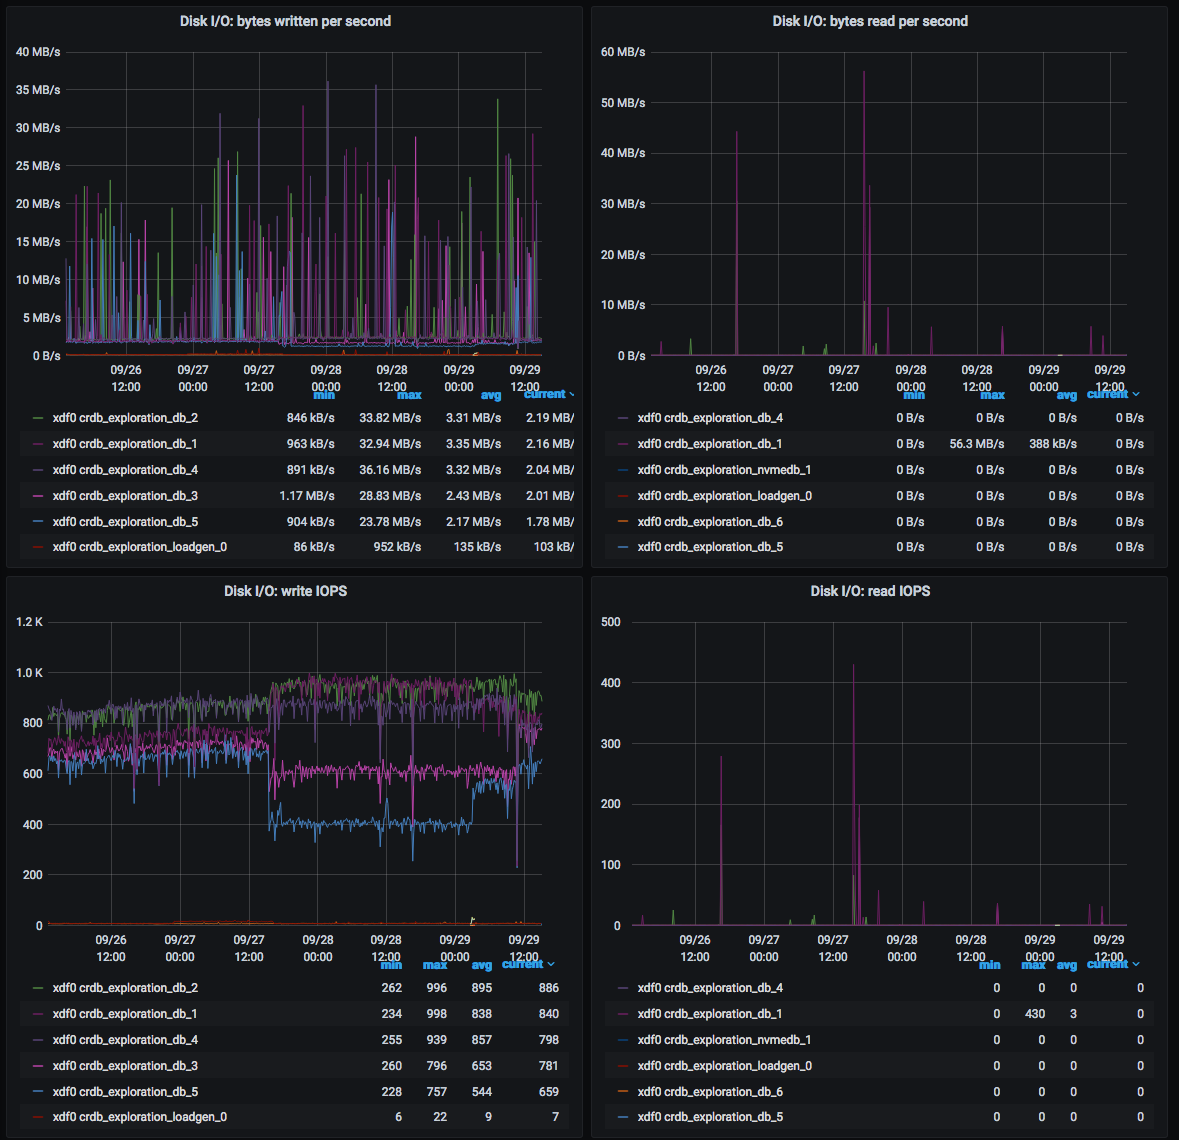 Disk I/O: bytes written per second
40 MB/s
35 MB/s
30 MB/s
25 MB/s
20 MB/s
15 MB/s
10 MB/s
5 MB/s
0 B/s
09/26 12:00
09/27 00:00
09/27 12:00
09/28 00:00
09/28 12:00
09/29 00:00
09/29 12:00
min max avg current
xdf0 crdb_exploration_db_2 846 kB/s 33.82 MB/s 3.31 MB/s 2.19 MB/
xdf0 crdb_exploration_db_1 963 kB/s 32.94 MB/s 3.35 MB/s 2.16 MB/
xdf0 crdb_exploration_db_4 891 kB/s 36.16 MB/s 3.32 MB/s 2.04 MB/
xdf0 crdb_exploration_db_3 1.17 MB/s 28.83 MB/s 2.43 MB/s 2.01 MB/
xdf0 crdb_exploration_db_5 904 kB/s 23.78 MB/s 2.17 MB/s 1.78 MB/
xdf0 crdb_exploration_loadgen_0 86 kB/s 952 kB/s 135 kB/s 103 kB/
Disk I/O: bytes read per second
60 MB/s
50 MB/s
40 MB/s
30 MB/s
20 MB/s
10 MB/s
0 B/s
09/26 12:00
09/27 00:00
09/27 12:00
09/28 00:00
09/28 12:00
09/29 00:00
09/29 12:00
min max avg current
xdf0 crdb_exploration_db_4 0 B/s 0 B/s 0 B/s 0 B/s
xdf0 crdb_exploration_db_1 0 B/s 56.3 MB/s 388 kB/s 0 B/s
xdf0 crdb_exploration_nvmedb_1 0 B/s 0 B/s 0 B/s 0 B/s
xdf0 crdb_exploration_loadgen_0 0 B/s 0 B/s 0 B/s 0 B/s
xdf0 crdb_exploration_db_6 0 B/s 0 B/s 0 B/s 0 B/s
xdf0 crdb_exploration_db_5 0 B/s 0 B/s 0 B/s 0 B/s
Disk I/O: write IOPS
1.2 K
1.0 K
800
600
400
200
0
09/26 12:00
09/27 00:00
09/27 12:00
09/28 00:00
09/28 12:00
09/29 00:00
09/29 12:00
min max avg current
xdf0 crdb_exploration_db_2 262 996 895 886
xdf0 crdb_exploration_db_1 234 998 838 840
xdf0 crdb_exploration_db_4 255 939 857 798
xdf0 crdb_exploration_db_3 260 796 653 781
xdf0 crdb_exploration_db_5 228 757 544 659
xdf0 crdb_exploration_loadgen_0 6 22 9 7
Disk I/O: read IOPS
500
400
300
200
100
0
09/26 12:00
09/27 00:00
09/27 12:00
09/28 00:00
09/28 12:00
09/29 00:00
09/29 12:00
min max avg current
xdf0 crdb_exploration_db_4 0 0 0 0
xdf0 crdb_exploration_db_1 0 430 3 0
xdf0 crdb_exploration_nvmedb_1 0 0 0 0
xdf0 crdb_exploration_loadgen_0 0 0 0 0
xdf0 crdb_exploration_db_6 0 0 0 0
xdf0 crdb_exploration_db_5 0 0 0 0